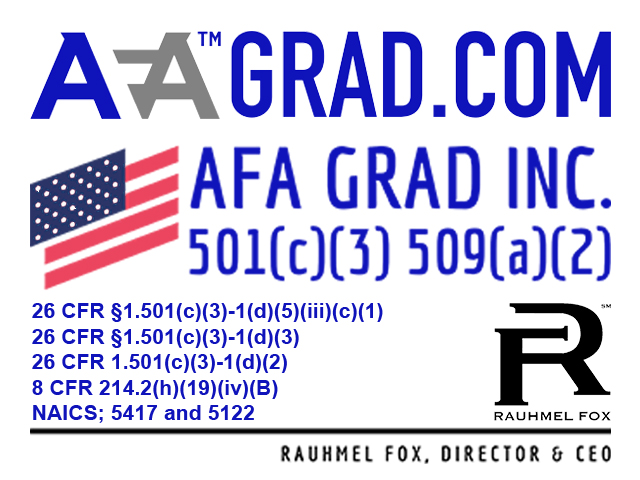 AFA™GRAD.COM
AFA GRAD INC.
501(c)(3) 509(a)(2)
26 CFR §1.501(c)(3)-1(d)(5)(iii)(c)(1)
26 CFR §1.501(c)(3)-1(d)(3)
26 CFR 1.501(c)(3)-1(d)(2)
8 CFR 214.2(h)(19)(iv)(B)
NAICS; 5417 and 5122
RF℠
RAUHMEL FOX
RAUHMEL FOX, DIRECTOR & CEO